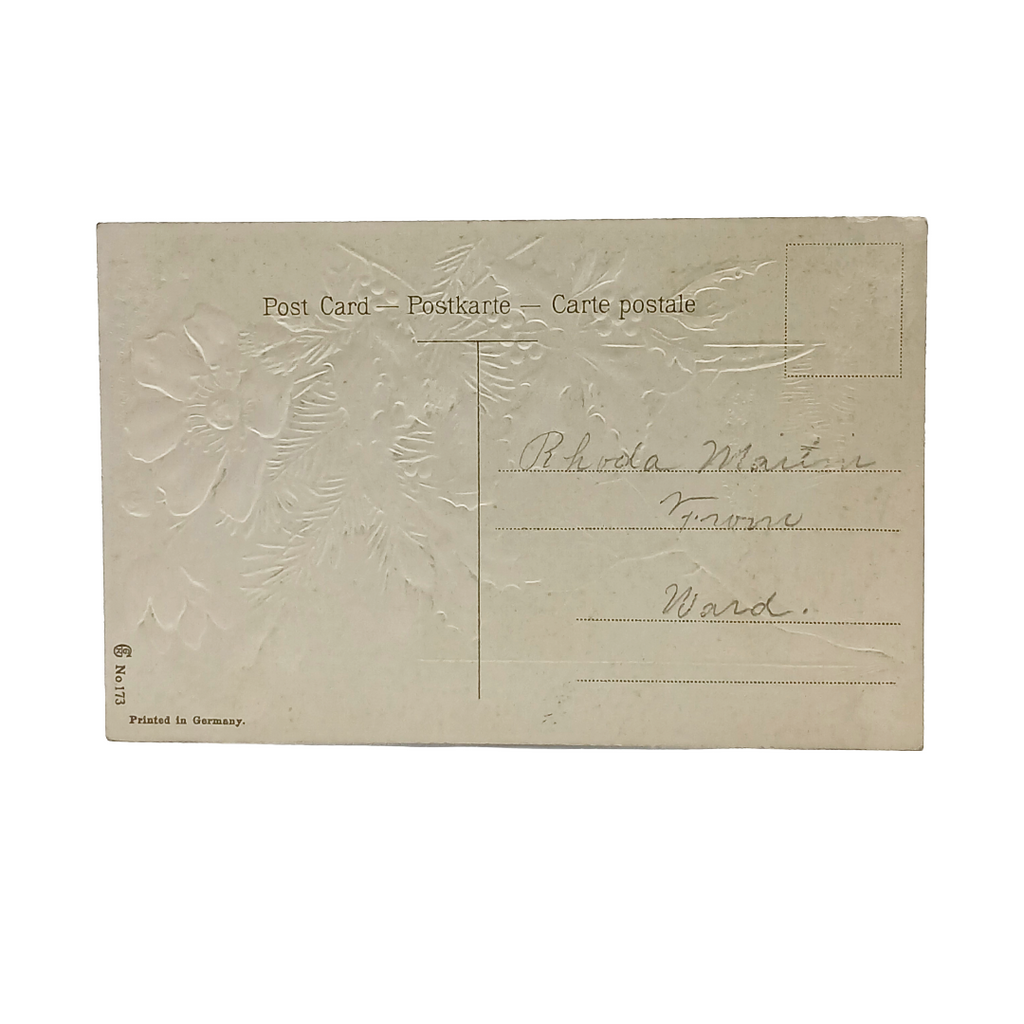 Post Card — Postkarte — Carte postale
Rhoda Martin
From
Ward.
No 173
Printed in Germany.